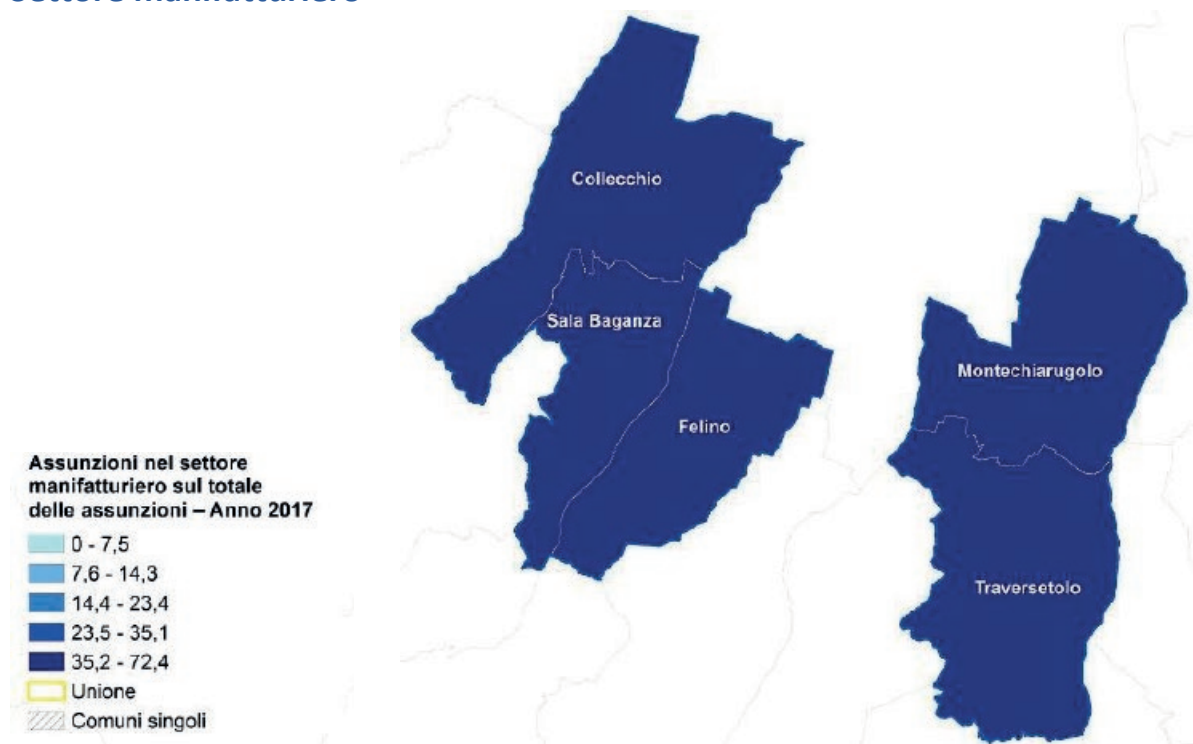 settore manifatturiero
Collecchio
Sala Baganza
Felino
Montechiarugolo
Traversetolo
Assunzioni nel settore
manifatturiero sul totale
delle assunzioni – Anno 2017
0 - 7,5
7,6 - 14,3
14,4 - 23,4
23,5 - 35,1
35,2 - 72,4
Unione
Comuni singoli